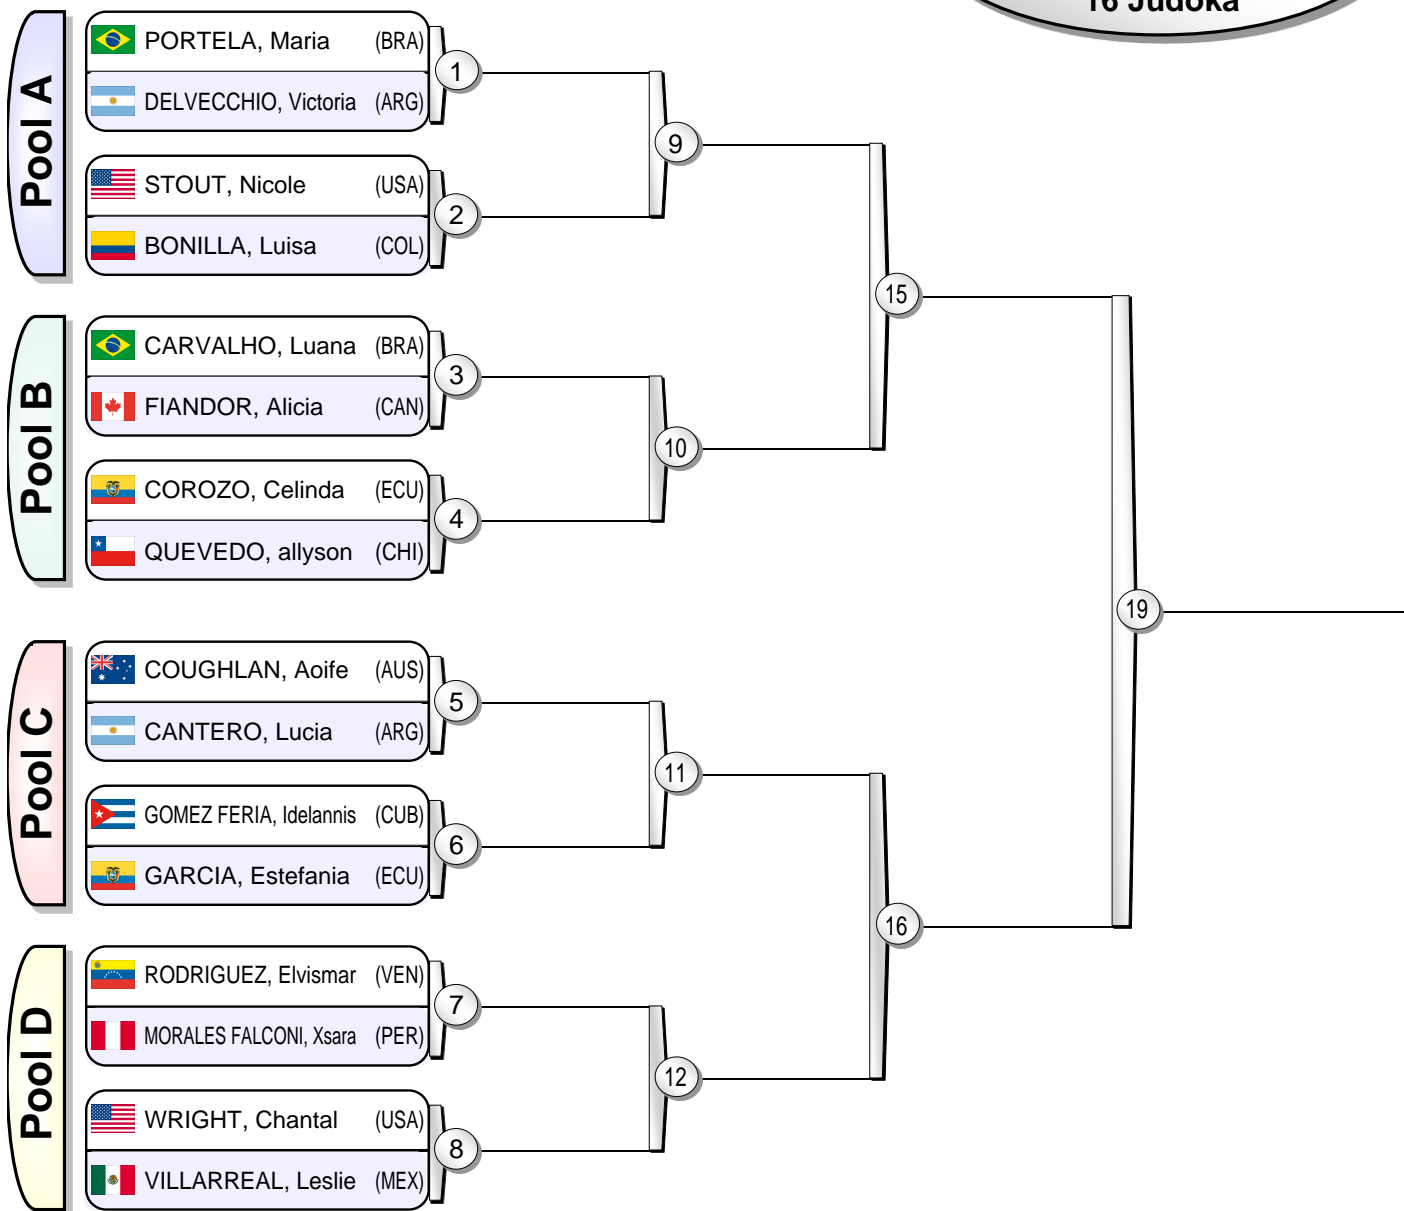 16 Judoka
Pool A
PORTELA, Maria (BRA)
1
DELVECCHIO, Victoria (ARG)
9
STOUT, Nicole (USA)
2
BONILLA, Luisa (COL)
15
Pool B
CARVALHO, Luana (BRA)
3
FIANDOR, Alicia (CAN)
10
COROZO, Celinda (ECU)
4
QUEVEDO, allyson (CHI)
19
Pool C
COUGHLAN, Aoife (AUS)
5
CANTERO, Lucia (ARG)
11
GOMEZ FERIA, Idelannis (CUB)
6
GARCIA, Estefania (ECU)
16
Pool D
RODRIGUEZ, Elvismar (VEN)
7
MORALES FALCONI, Xsara (PER)
12
WRIGHT, Chantal (USA)
8
VILLARREAL, Leslie (MEX)